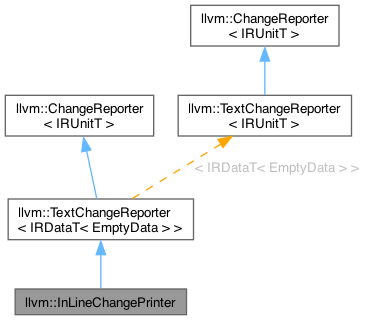 llvm::ChangeReporter
< IRUnitT >
llvm::ChangeReporter
< IRUnitT >
llvm::TextChangeReporter
< IRUnitT >
< IRDataT< EmptyData > >
llvm::TextChangeReporter
< IRDataT< EmptyData > >
llvm::InLineChangePrinter